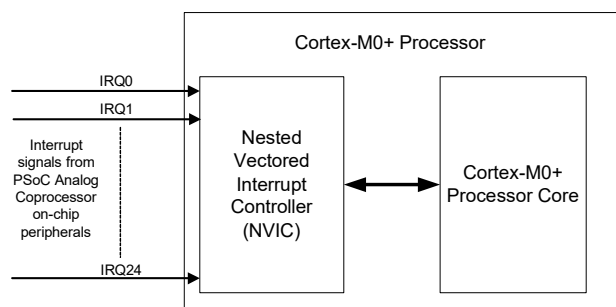 Cortex-M0+ Processor
IRQ0
IRQ1
Interrupt
signals from
PSoC Analog
Coprocessor
on-chip
peripherals
IRQ24
Nested
Vectored
Interrupt
Controller
(NVIC)
Cortex-M0+
Processor Core